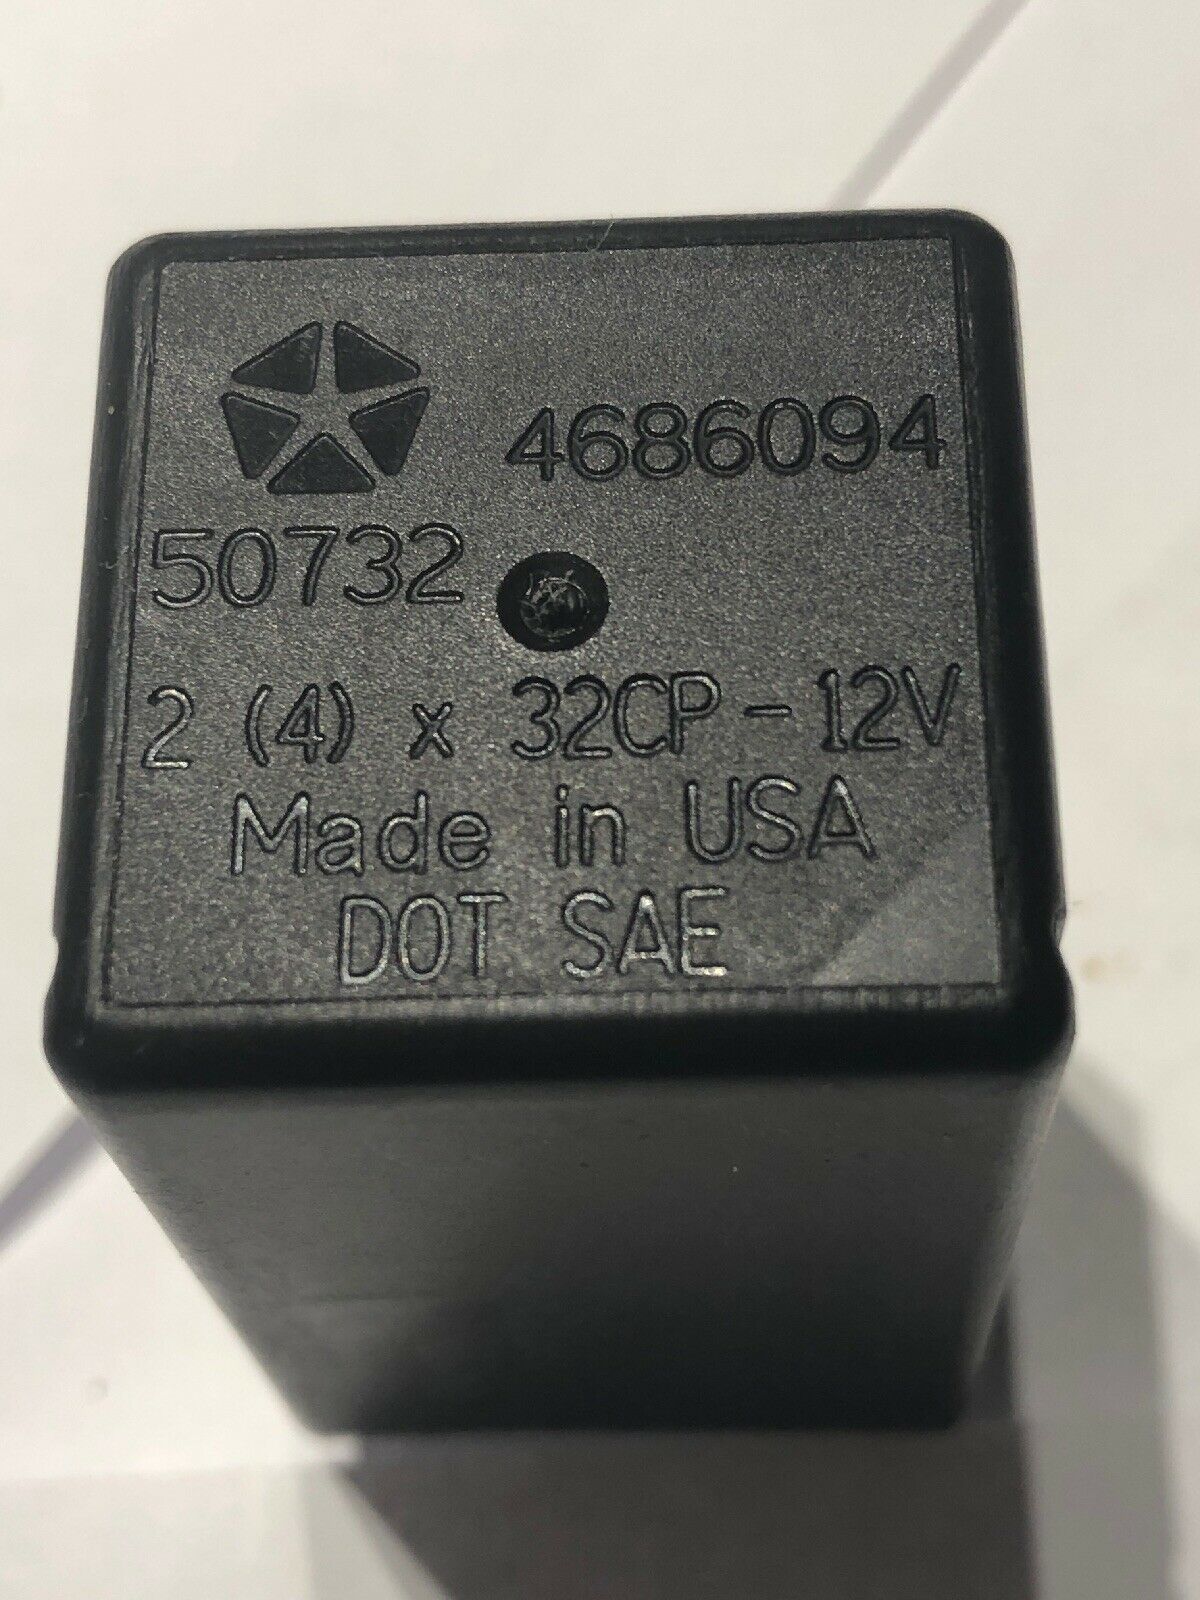 4686094
50732
2 (4) x 32CP-12V
Made in USA
DOT SAE